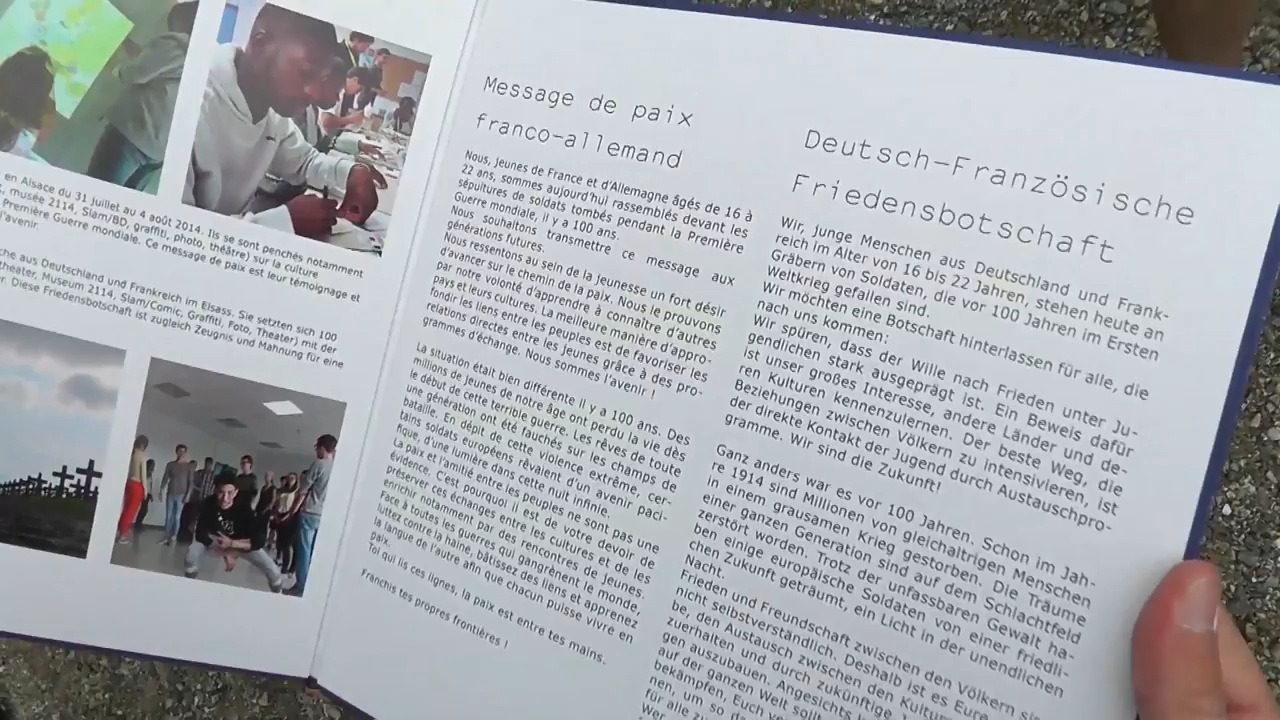 en Alsace du 31 juillet au 4 août 2014. Ils se sont penchés notamment
musée 2114, Slam/BD, graffiti, photo, théâtre) sur la culture
Première Guerre mondiale. Ce message de paix est leur témoignage et
l'avenir.
che aus Deutschland und Frankreich im Elsass. Sie setzten sich 100
theater, Museum 2114, Slam/Comic, Graffiti, Foto, Theater) mit der
Diese Friedensbotschaft ist zugleich Zeugnis und Mahnung für eine
Message de paix
franco-allemand
Nous, jeunes de France et d'Allemagne âgés de 16 à
22 ans, sommes aujourd'hui rassemblés devant les
sépultures de soldats tombés pendant la Première
Guerre mondiale, il y a 100 ans.
Nous souhaitons transmettre ce message aux
générations futures.
Nous ressentons au sein de la jeunesse un fort désir
d'avancer sur le chemin de la paix. Nous le prouvons
par notre volonté d'apprendre à connaître d'autres
pays et leurs cultures. La meilleure manière d'appro-
fondir les liens entre les peuples est de favoriser les
relations directes entre les jeunes grâce à des pro-
grammes d'échange. Nous sommes l'avenir !
La situation était bien différente il y a 100 ans. Des
millions de jeunes de notre âge ont perdu la vie dès
le début de cette terrible guerre. Les rêves de toute
une génération ont été fauchés sur les champs de
bataille. En dépit de cette violence extrême, cer-
tains soldats européens rêvaient d'un avenir paci-
fique, d'une lumière dans cette nuit infinie.
La paix et l'amitié entre les peuples ne sont pas une
évidence. C'est pourquoi il est de votre devoir de
préserver ces échanges entre les cultures et de les
enrichir notamment par des rencontres de jeunes.
Face à toutes les guerres qui gangrènent le monde,
luttez contre la haine, bâtissez des liens et apprenez
la langue de l'autre afin que chacun puisse vivre en
paix.
Toi qui lis ces lignes, la paix est entre tes mains.
Franchis tes propres frontières !
Deutsch-Französische
Friedensbotschaft
Wir, junge Menschen aus Deutschland und Frank-
reich im Alter von 16 bis 22 Jahren, stehen heute an
Gräbern von Soldaten, die vor 100 Jahren im Ersten
Weltkrieg gefallen sind.
Wir möchten eine Botschaft hinterlassen für alle, die
nach uns kommen:
Wir spüren, dass der Wille nach Frieden unter Ju-
gendlichen stark ausgeprägt ist. Ein Beweis dafür
ist unser großes Interesse, andere Länder und de-
ren Kulturen kennenzulernen. Der beste Weg, die
Beziehungen zwischen Völkern zu intensivieren, ist
der direkte Kontakt der Jugend durch Austauschpro-
gramme. Wir sind die Zukunft!
Ganz anders war es vor 100 Jahren. Schon im Jah-
re 1914 sind Millionen von gleichaltrigen Menschen
in einem grausamen Krieg gestorben. Die Träume
einer ganzen Generation sind auf dem Schlachtfeld
zerstört worden. Trotz der unfassbaren Gewalt ha-
ben einige europäische Soldaten von einer friedli-
chen Zukunft geträumt, ein Licht in der unendlichen
Nacht.
Frieden und Freundschaft zwischen den Völkern sind
nicht selbstverständlich. Deshalb ist es Eure
be, den Austausch zwischen den Kulturen
zuerhalten und durch zukünftige
gen auszubauen. Angesichts
auf der ganzen Welt sollt
bekämpfen, Euch
nen, um so
für alle zu